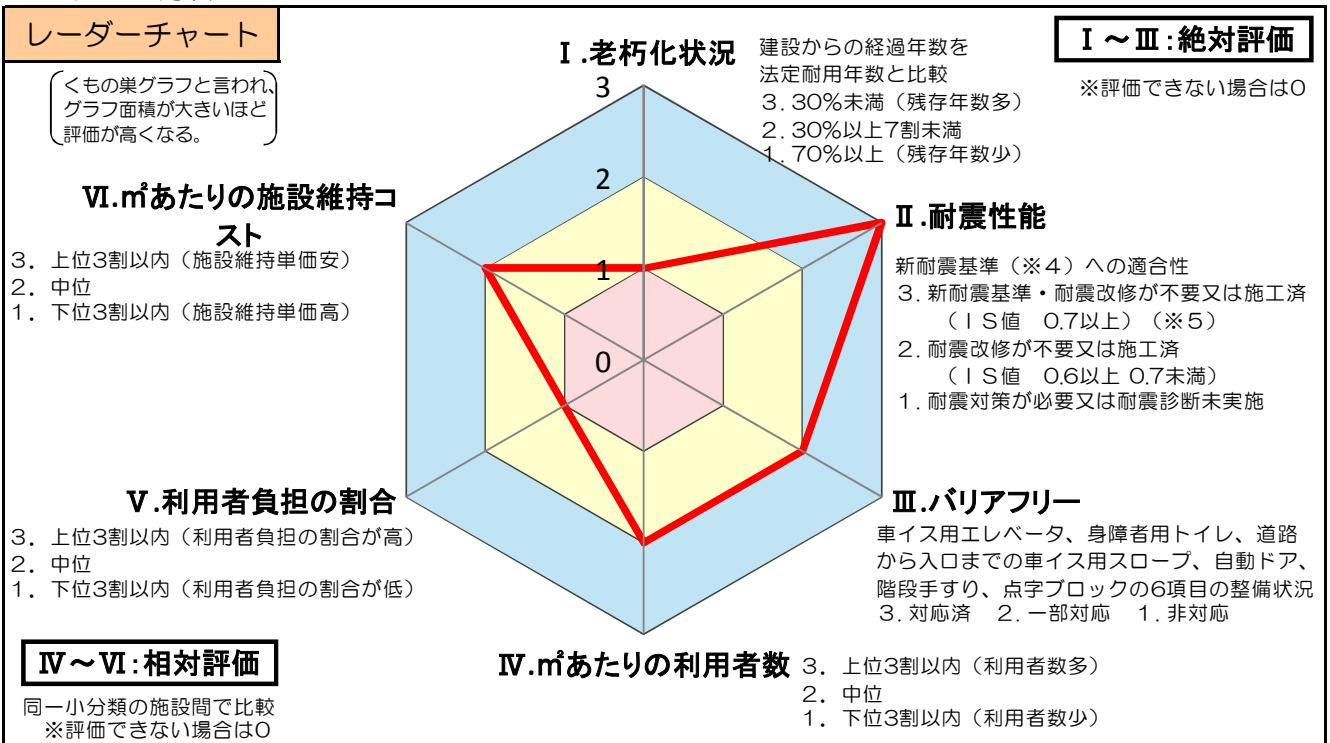 レーダーチャート
くもの巣グラフと言われ、
グラフ面積が大きいほど
評価が高くなる。
Ⅰ.老朽化状況
建設からの経過年数を
法定耐用年数と比較
3.30%未満（残存年数多）
2.30%以上7割未満
1.70%以上（残存年数少）
Ⅰ～Ⅲ:絶対評価
※評価できない場合は0
3
2
1
0
Ⅱ.耐震性能
新耐震基準（※4）への適合性
3.新耐震基準・耐震改修が不要又は施工済
（ＩＳ値　0.7以上）（※5）
2.耐震改修が不要又は施工済
（ＩＳ値　0.6以上 0.7未満）
1.耐震対策が必要又は耐震診断未実施
Ⅲ.バリアフリー
車イス用エレベータ、身障者用トイレ、道路
から入口までの車イス用スロープ、自動ドア、
階段手すり、点字ブロックの6項目の整備状況
3.対応済　2.一部対応　1.非対応
Ⅳ.㎡あたりの利用者数
3. 上位3割以内（利用者数多）
2. 中位
1. 下位3割以内（利用者数少）
Ⅴ.利用者負担の割合
3. 上位3割以内（利用者負担の割合が高）
2. 中位
1. 下位3割以内（利用者負担の割合が低）
Ⅵ.㎡あたりの施設維持コ
スト
3. 上位3割以内（施設維持単価安）
2. 中位
1. 下位3割以内（施設維持単価高）
Ⅳ～Ⅵ:相対評価
同一小分類の施設間で比較
※評価できない場合は0